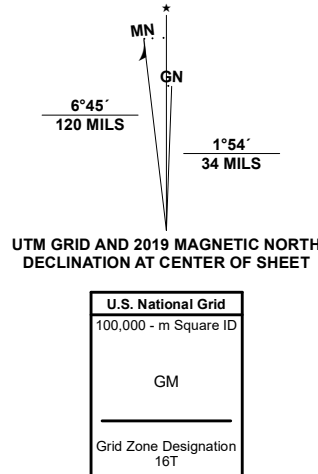 ★
MN
GN
6°45´
120 MILS
1°54´
34 MILS
UTM GRID AND 2019 MAGNETIC NORTH
DECLINATION AT CENTER OF SHEET
U.S. National Grid
100,000 - m Square ID
GM
Grid Zone Designation
16T